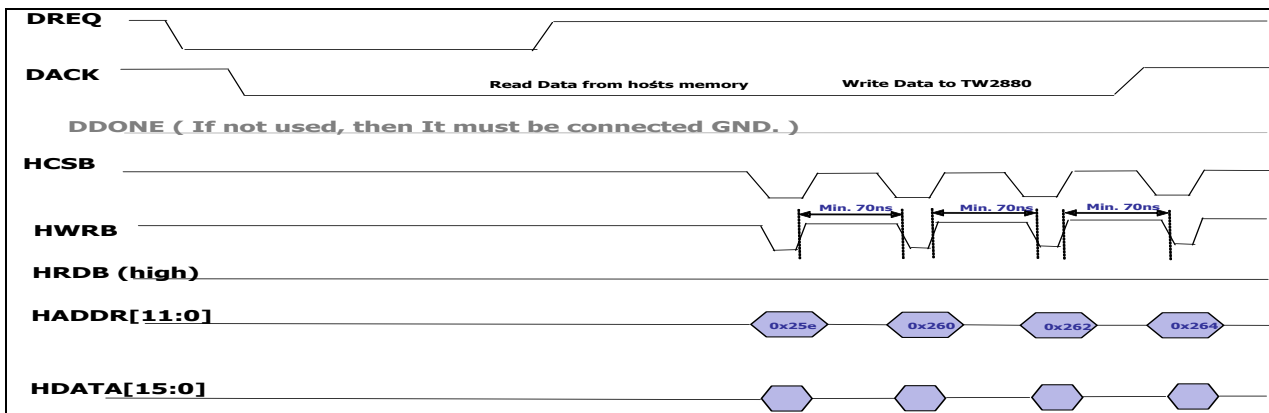 DREQ
DACK
Read Data from hosts memory
Write Data to TW2880
DDONE ( If not used, then It must be connected GND. )
HCSB
Min. 70ns
Min. 70ns
Min. 70ns
HWRB
HRDB (high)
HADDR[11:0]
0x25e
0x260
0x262
0x264
HDATA[15:0]